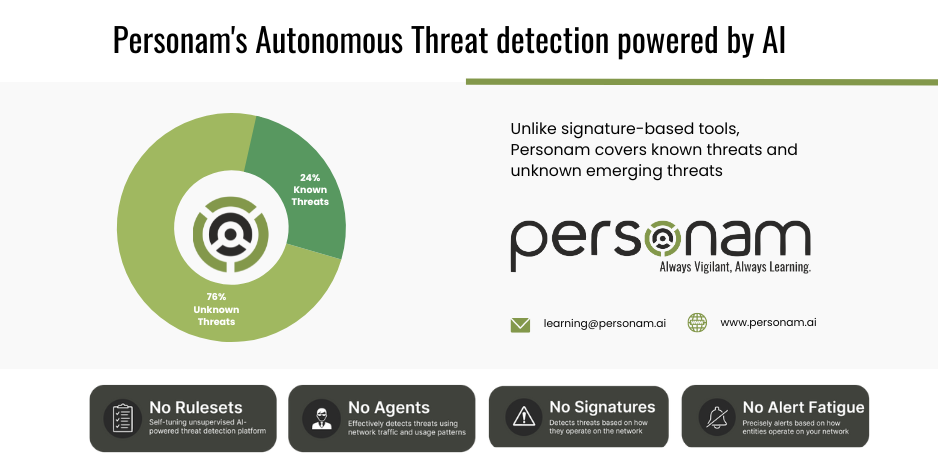 Personam's Autonomous Threat detection powered by AI
Unlike signature-based tools,
Personam covers known threats and
unknown emerging threats
24%
Known
Threats
76%
Unknown
Threats
personam
Always Vigilant, Always Learning.
learning@personam.ai
www.personam.ai
No Rulesets
Self-tuning unsupervised AI-
powered threat detection platform
No Agents
Effectively detects threats using
network traffic and usage patterns
No Signatures
Detects threats based on how
they operate on the network
No Alert Fatigue
Precisely alerts based on how
entities operate on your network